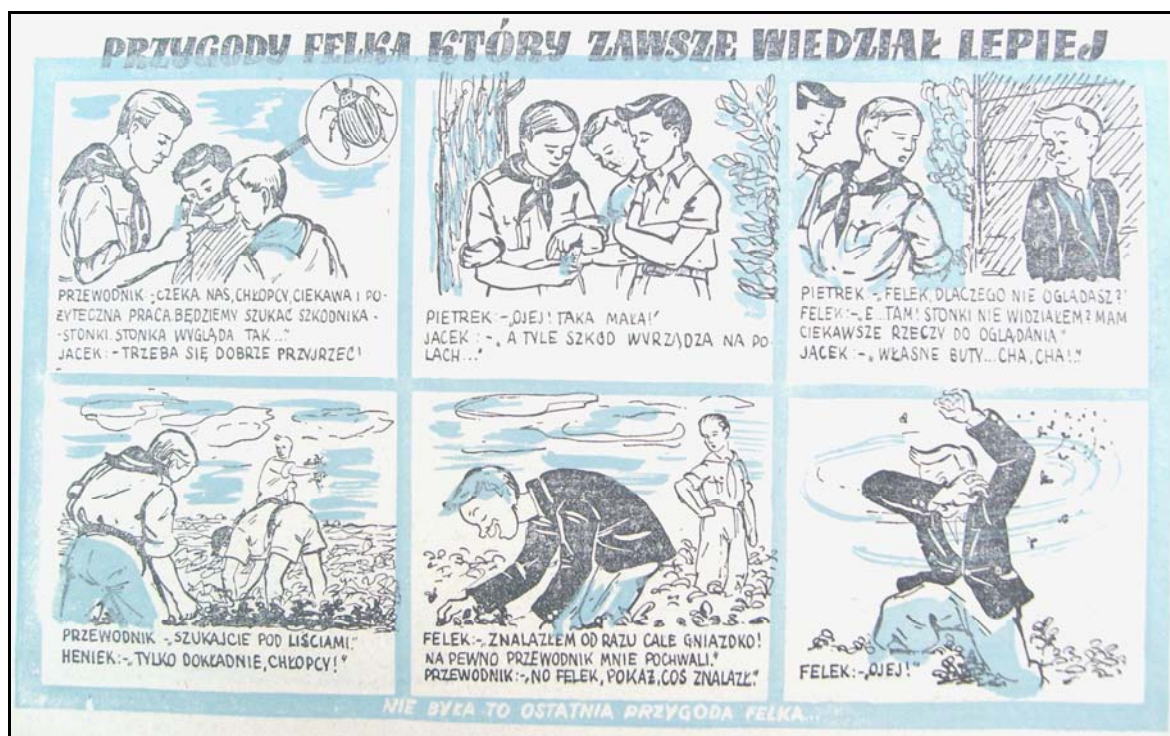 PRZYGODY FELKA KTÓRY ZAWSZE WIEDZIAŁ LEPIEJ
PRZEWODNIK -„CZEKA NAS, CHŁOPCY, CIEKAWA I PO-
ŻYTECZNA PRACA. BĘDZIEMY SZUKAĆ SZKODNIKA -
-STONKI. STONKA WYGLĄDA TAK..."
JACEK :- TRZEBA SIĘ DOBRZE PRZYJRZEĆ!
PIETREK :-„OJEJ! TAKA MAŁA!"
JACEK :-„A TYLE SZKÓD WYRZĄDZA NA PO-
LACH..."
PIETREK -„FELEK, DLACZEGO NIE OGLĄDASZ?"
FELEK:-„E...TAM! STONKI NIE WIDZIAŁEM? MAM
CIEKAWSZE RZECZY DO OGLĄDANIA"
JACEK :-„WŁASNE BUTY...CHA, CHA!.."
PRZEWODNIK -„SZUKAJCIE POD LIŚCIAMI."
HENIEK:-„TYLKO DOKŁADNIE, CHŁOPCY!"
FELEK:-„ZNALAZŁEM OD RAZU CAŁE GNIAZDKO!
NA PEWNO PRZEWODNIK MNIE POCHWALI."
PRZEWODNIK:-„NO FELEK, POKAŻ, COŚ ZNALAZŁ."
FELEK:-„OJEJ!"
NIE BYŁA TO OSTATNIA PRZYGODA FELKA...